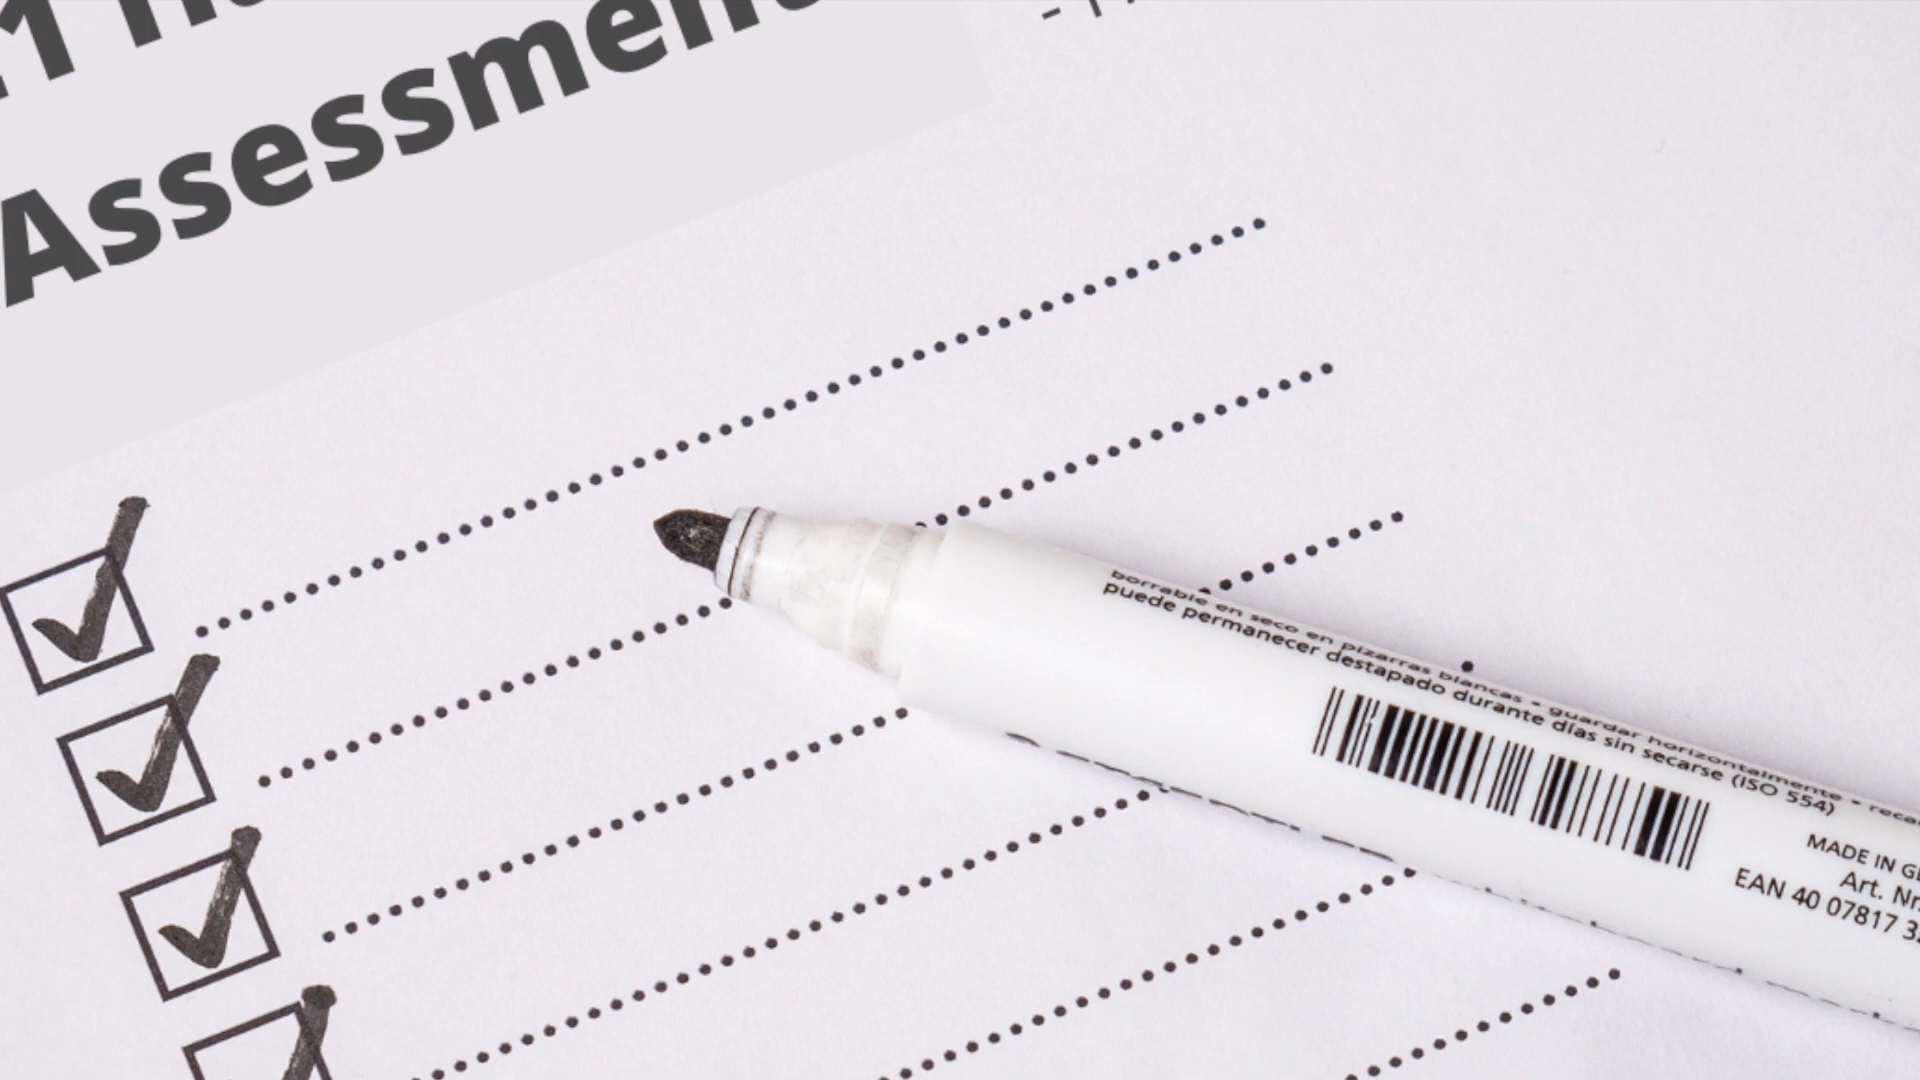 Assessment
borrable en seco en pizarras blancas • guardar horizontalmente •
puede permanecer destapado durante días sin secarse (ISO 554)
MADE IN
Art. Nr.
EAN 40 07817